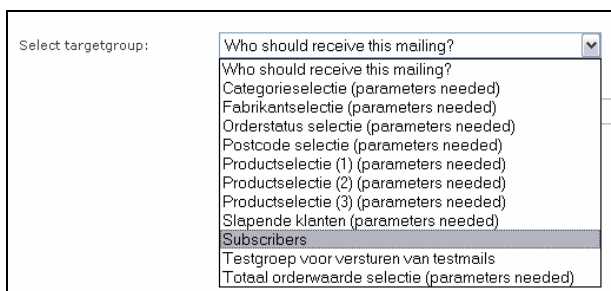 Select targetgroup: Who should receive this mailing?
Who should receive this mailing?
Categorieselectie (parameters needed)
Fabrikantselectie (parameters needed)
Orderstatus selectie (parameters needed)
Postcode selectie (parameters needed)
Productselectie (1) (parameters needed)
Productselectie (2) (parameters needed)
Productselectie (3) (parameters needed)
Slapende klanten (parameters needed)
Subscribers
Testgroep voor versturen van testmails
Totaal orderwaarde selectie (parameters needed)